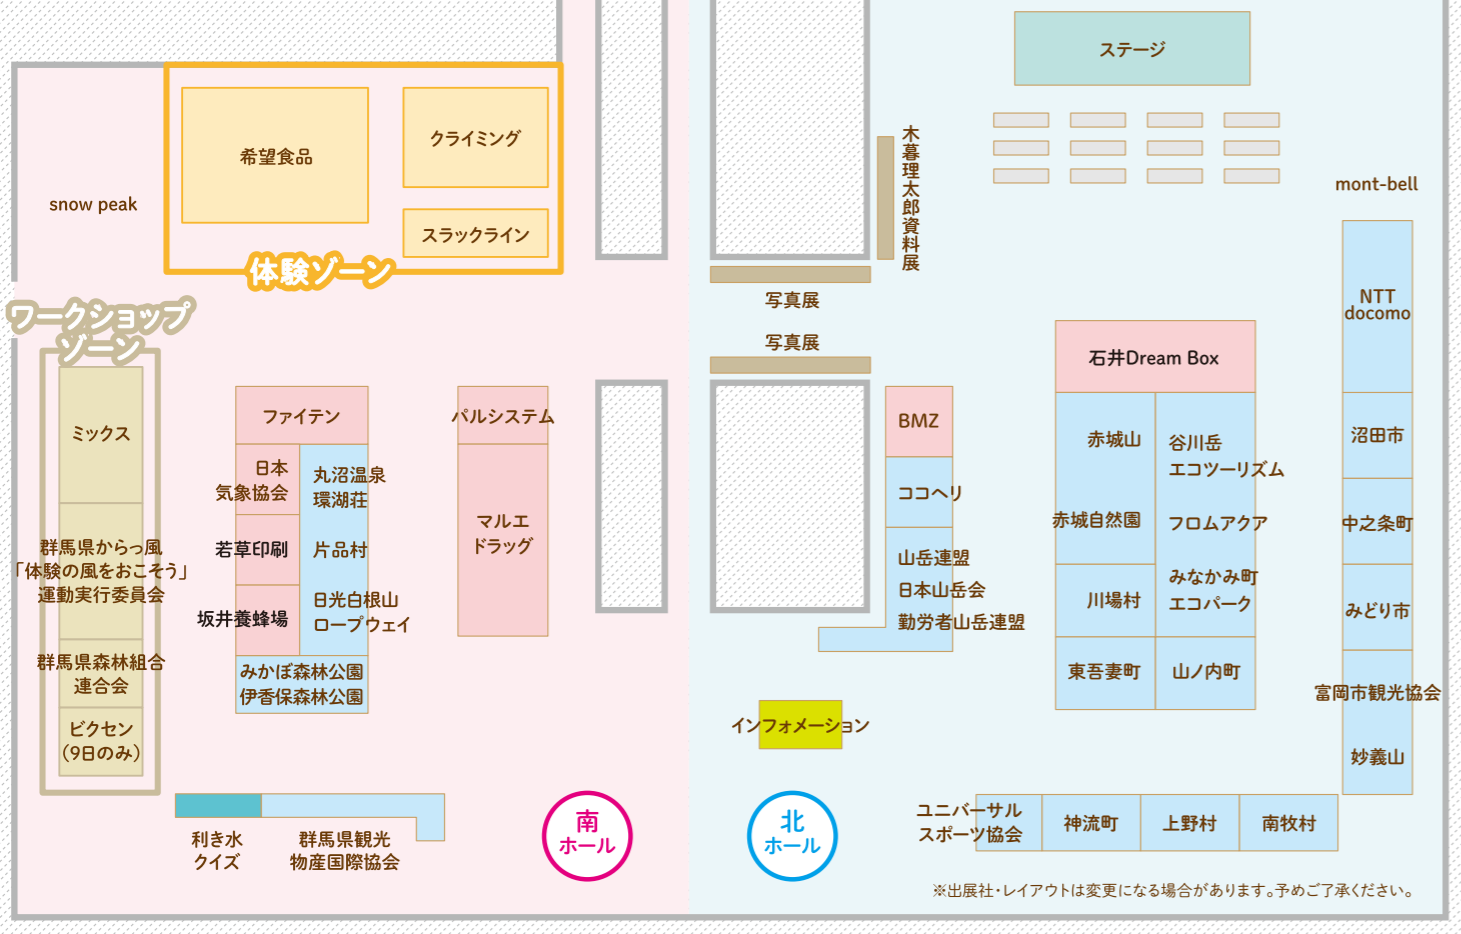 ステージ
希望食品
クライミング
スラックライン
snow peak
体験ゾーン
木暮理太郎資料展
写真展
写真展
mont-bell
ワークショップ
ゾーン
ミックス
群馬県からっ風
「体験の風をおこそう」
運動実行委員会
群馬県森林組合
連合会
ビクセン
(9日のみ)
ファイテン
日本
気象協会
若草印刷
坂井養蜂場
丸沼温泉
環湖荘
片品村
日光白根山
ロープウェイ
みかぼ森林公園
伊香保森林公園
パルシステム
マルエ
ドラッグ
利き水
クイズ
群馬県観光
物産国際協会
南
ホール
北
ホール
インフォメーション
BMZ
ココヘリ
山岳連盟
日本山岳会
勤労者山岳連盟
石井Dream Box
赤城山
赤城自然園
川場村
東吾妻町
谷川岳
エコツーリズム
フロムアクア
みなかみ町
エコパーク
山ノ内町
NTT
docomo
沼田市
中之条町
みどり市
富岡市観光協会
妙義山
ユニバーサル
スポーツ協会
神流町
上野村
南牧村
※出展社・レイアウトは変更になる場合があります。予めご了承ください。